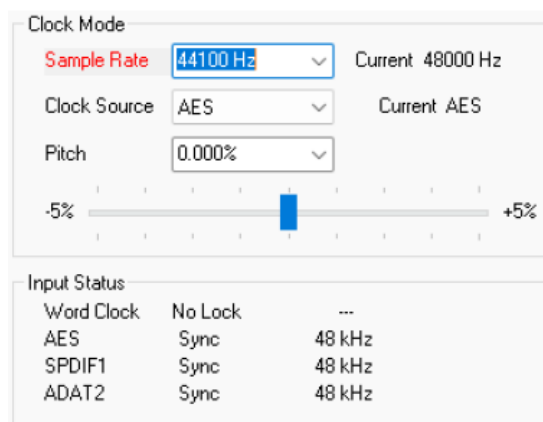 Clock Mode
Sample Rate 44100 Hz Current 48000 Hz
Clock Source AES Current AES
Pitch 0.000%
-5% +5%
Input Status
Word Clock No Lock ---
AES Sync 48 kHz
SPDIF1 Sync 48 kHz
ADAT2 Sync 48 kHz